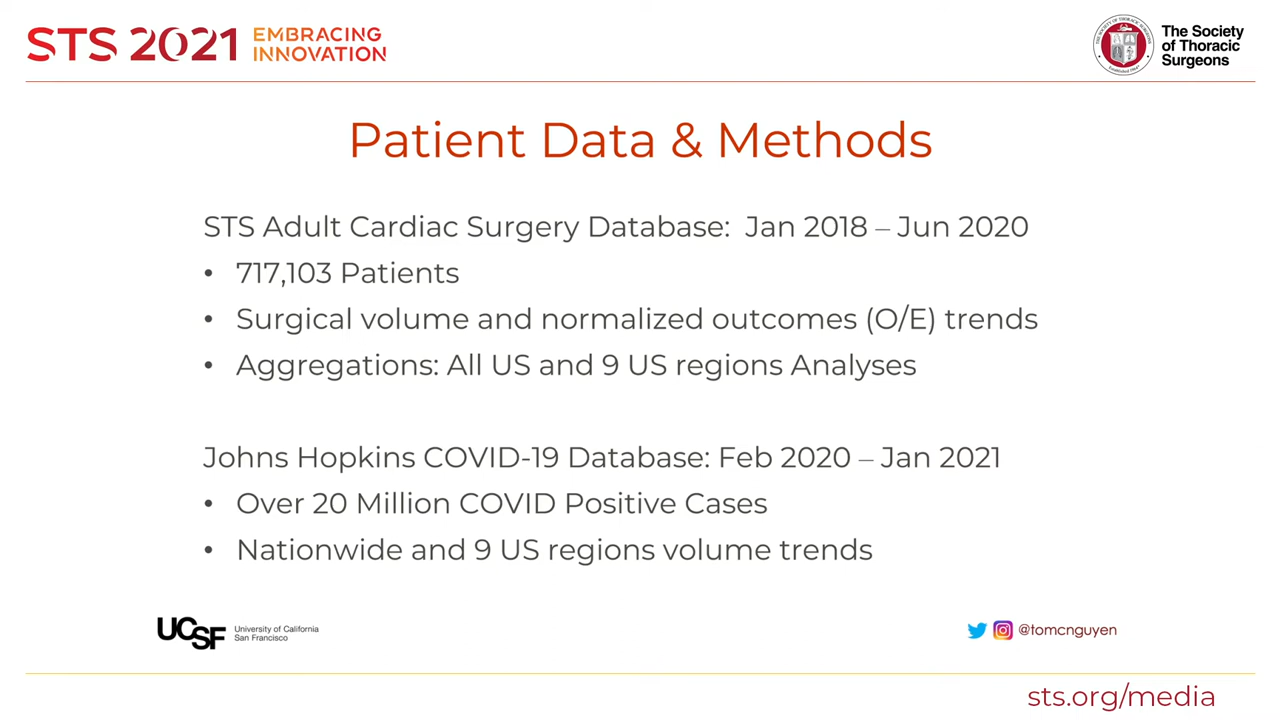 STS 2021 EMBRACING
INNOVATION
The Society
of Thoracic
Surgeons
Patient Data & Methods
STS Adult Cardiac Surgery Database: Jan 2018 – Jun 2020
• 717,103 Patients
• Surgical volume and normalized outcomes (O/E) trends
• Aggregations: All US and 9 US regions Analyses
Johns Hopkins COVID-19 Database: Feb 2020 – Jan 2021
• Over 20 Million COVID Positive Cases
• Nationwide and 9 US regions volume trends
UCSF University of California
San Francisco
@tomcnguyen
sts.org/media